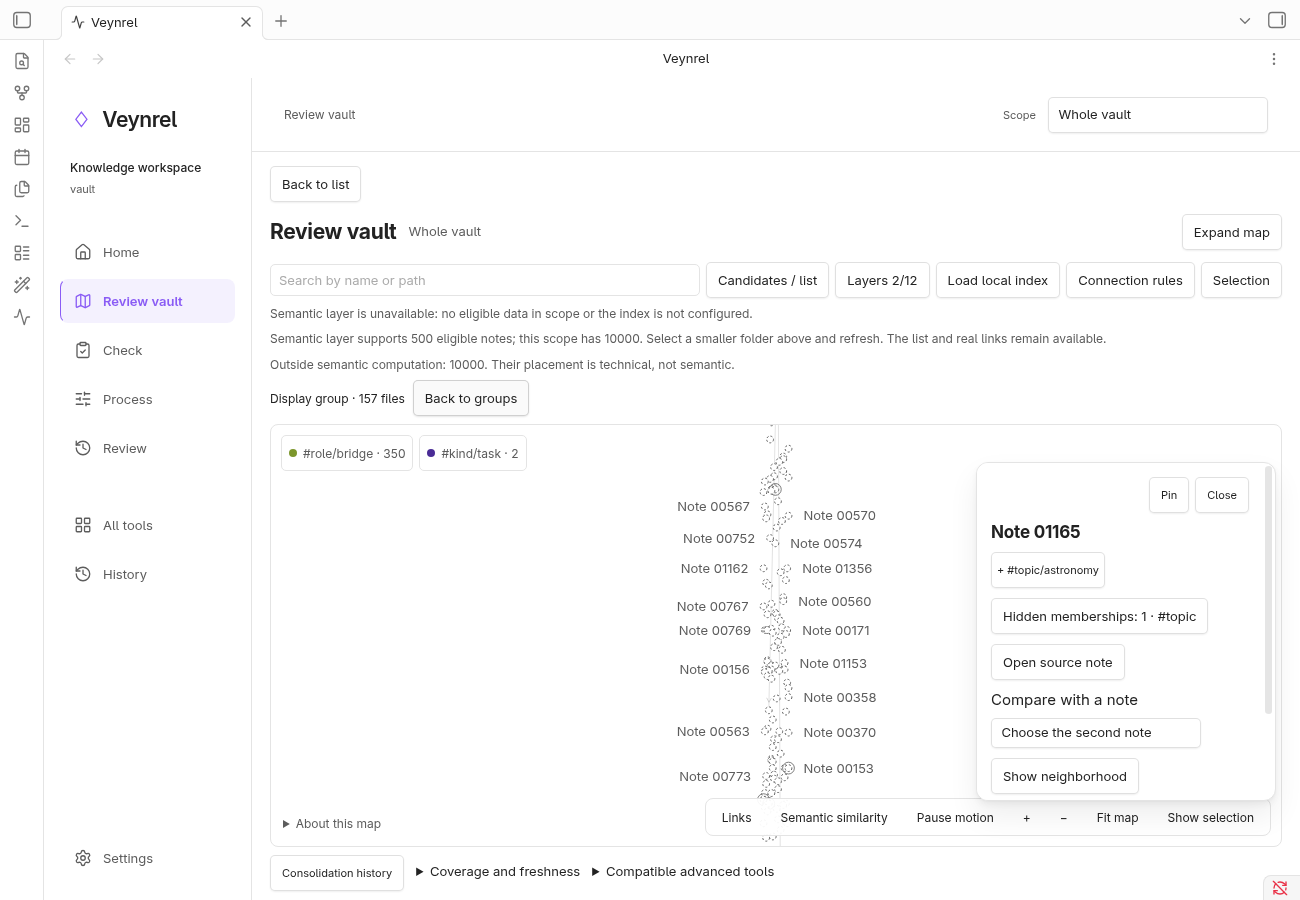 Veynrel
Veynrel
Veynrel
Knowledge workspace
vault
Home
Review vault
Check
Process
Review
All tools
History
Settings
Review vault
Scope
Whole vault
Back to list
Review vault
Whole vault
Expand map
Search by name or path
Candidates / list
Layers 2/12
Load local index
Connection rules
Selection
Semantic layer is unavailable: no eligible data in scope or the index is not configured.
Semantic layer supports 500 eligible notes; this scope has 10000. Select a smaller folder above and refresh. The list and real links remain available.
Outside semantic computation: 10000. Their placement is technical, not semantic.
Display group · 157 files
Back to groups
#role/bridge · 350
#kind/task · 2
Note 00567
Note 00570
Note 00752
Note 00574
Note 01162
Note 01356
Note 00767
Note 00560
Note 00769
Note 00171
Note 00156
Note 01153
Note 00358
Note 00563
Note 00370
Note 00773
Note 00153
Pin
Close
Note 01165
+ #topic/astronomy
Hidden memberships: 1 · #topic
Open source note
Compare with a note
Choose the second note
Show neighborhood
About this map
Links
Semantic similarity
Pause motion
+
−
Fit map
Show selection
Consolidation history
Coverage and freshness
Compatible advanced tools